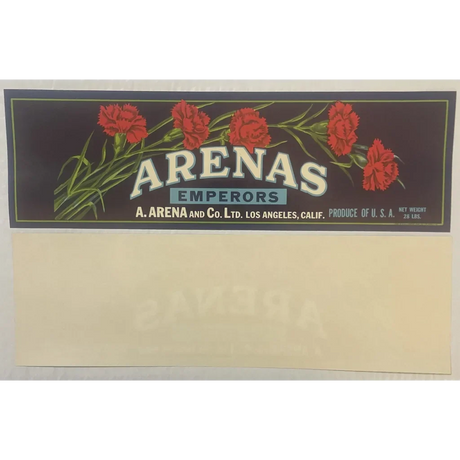 ARENAS
EMPERORS
A. ARENA AND CO. LTD. LOS ANGELES, CALIF. PRODUCE OF U. S. A. NET WEIGHT
28 LBS.